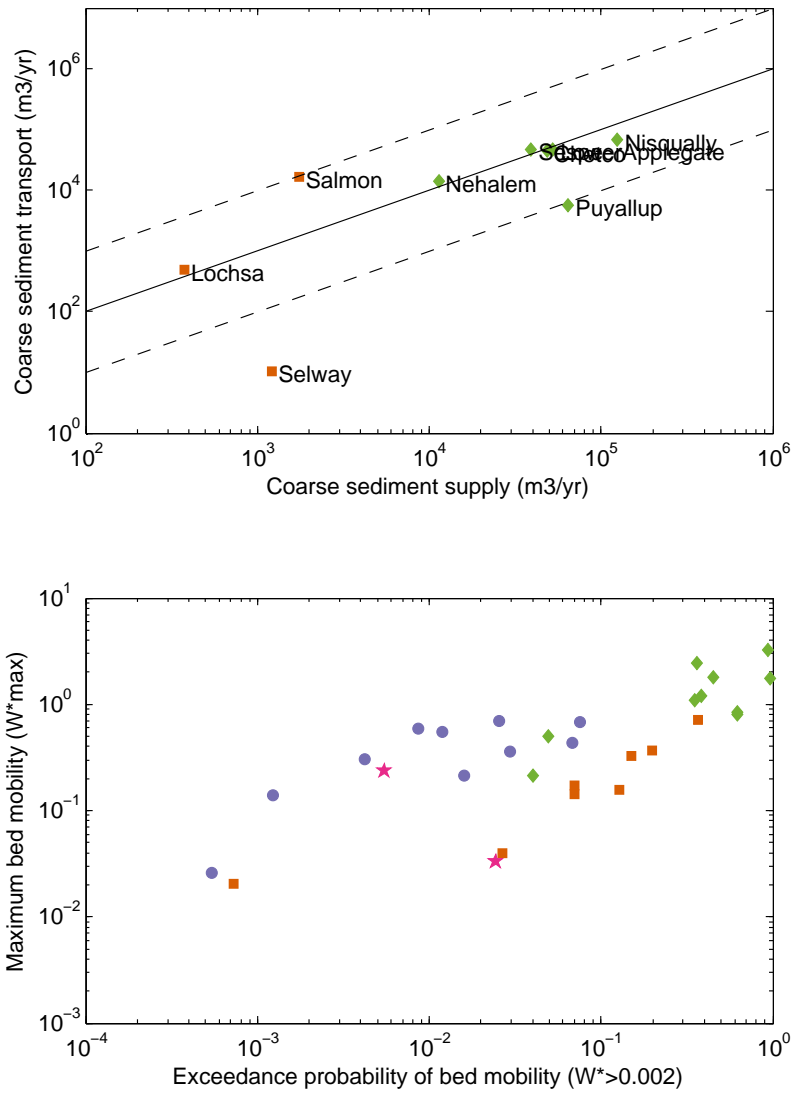 10^6
10^4
10^2
10^0
Coarse sediment transport (m3/yr)
Nisqually
Applegate
Salmon
Nehalem
Puyallup
Lochsa
Selway
10^2
10^3
10^4
10^5
10^6
Coarse sediment supply (m3/yr)
10^1
10^0
10^−1
10^−2
10^−3
Maximum bed mobility (W*max)
10^−4
10^−3
10^−2
10^−1
10^0
Exceedance probability of bed mobility (W*>0.002)